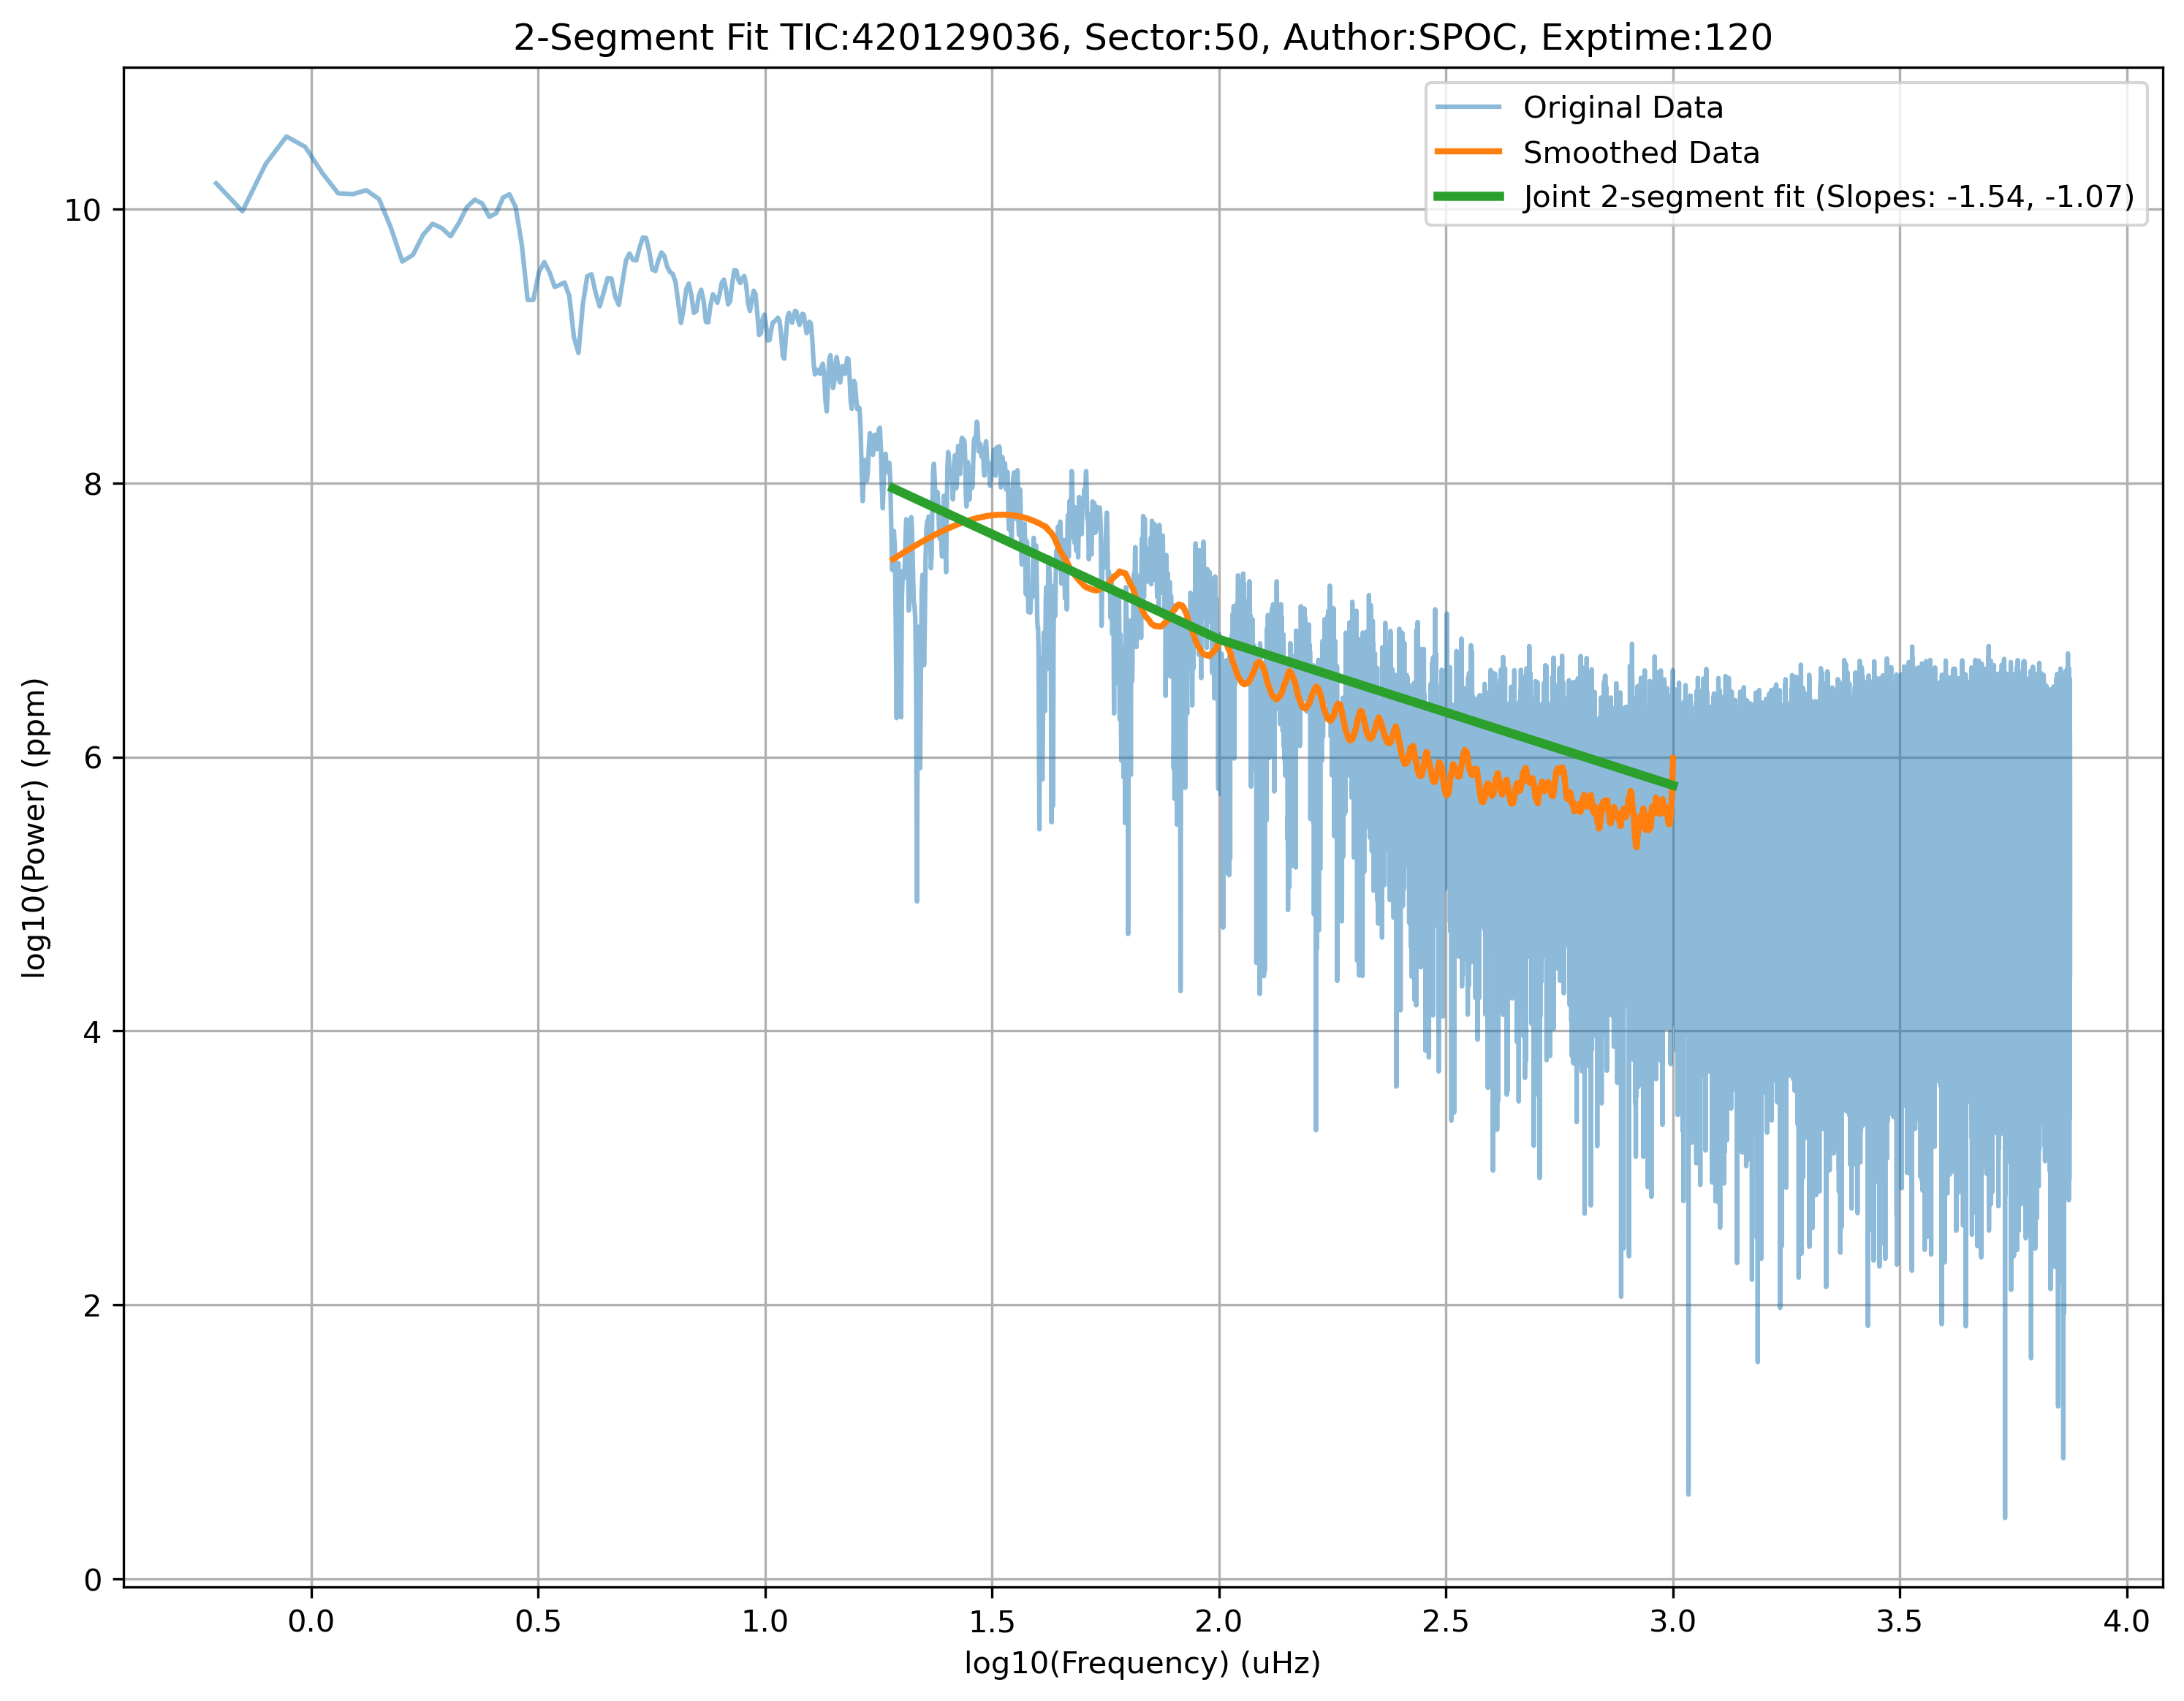 2-Segment Fit TIC:420129036, Sector:50, Author:SPOC, Exptime:120
Original Data
Smoothed Data
Joint 2-segment fit (Slopes: -1.54, -1.07)
log10(Power) (ppm)
10
8
6
4
2
0
0.0 0.5 1.0 1.5 2.0 2.5 3.0 3.5 4.0
log10(Frequency) (uHz)